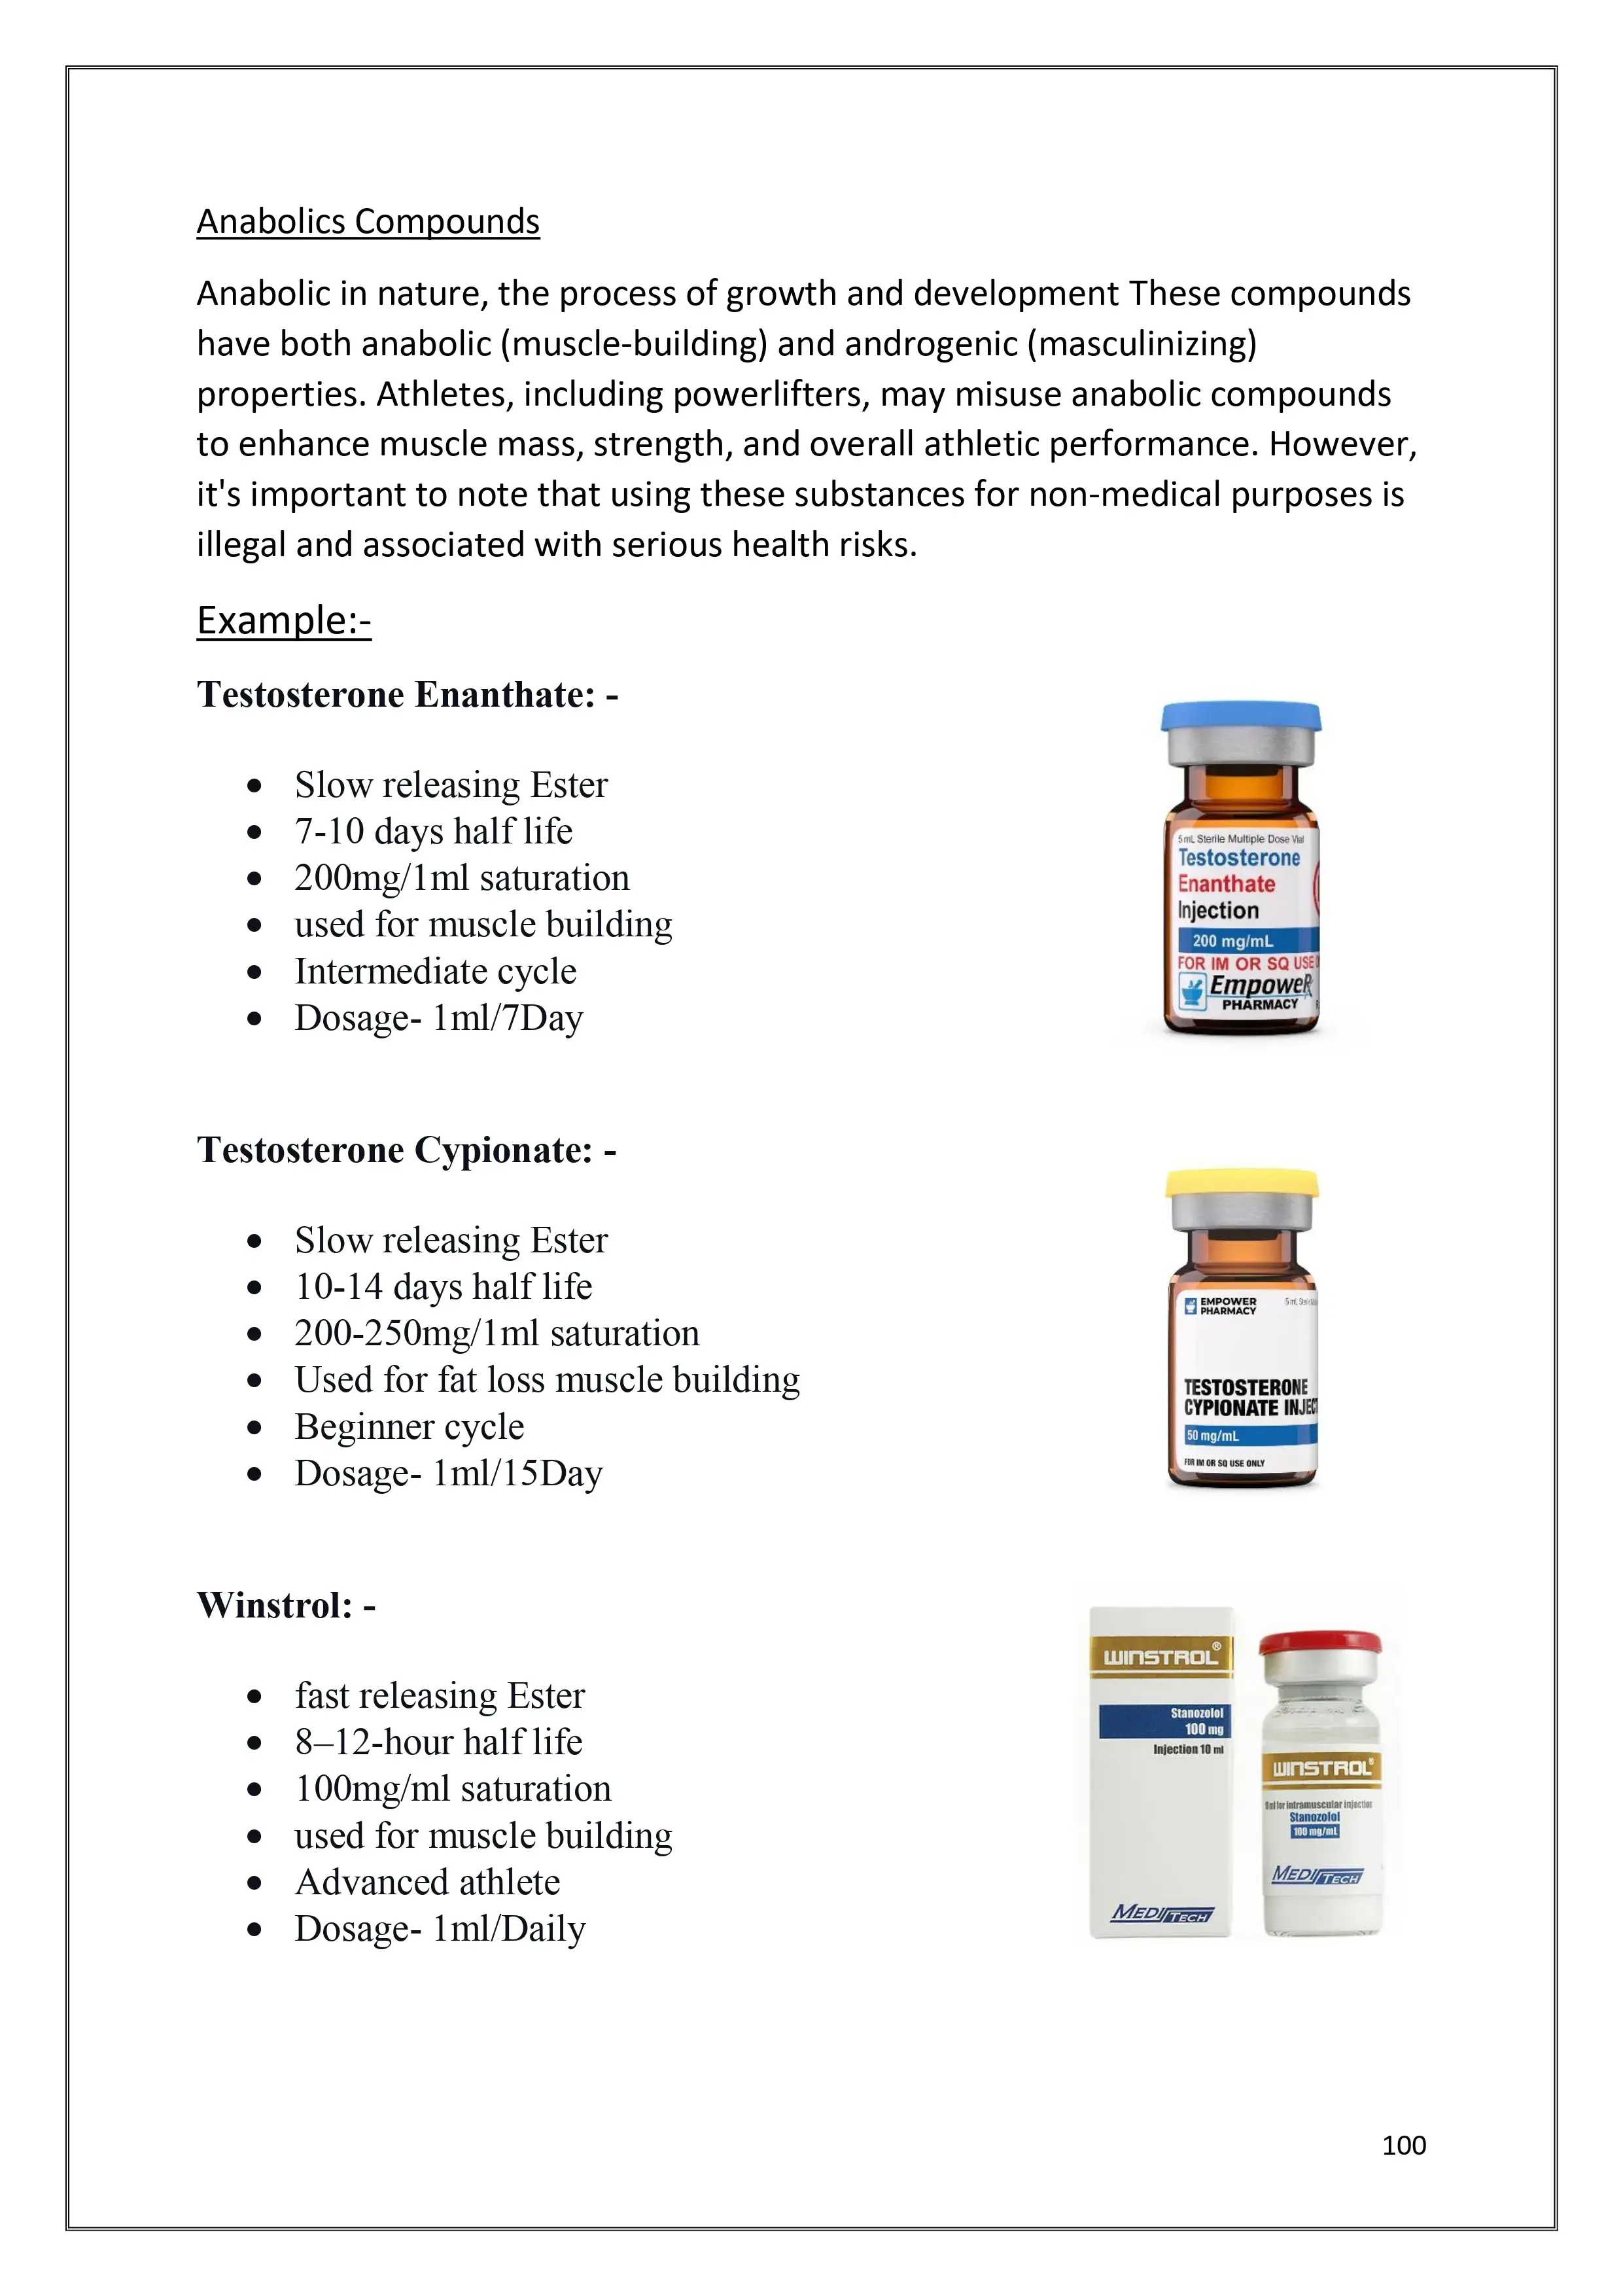 Anabolics Compounds
Anabolic in nature, the process of growth and development These compounds
have both anabolic (muscle-building) and androgenic (masculinizing)
properties. Athletes, including powerlifters, may misuse anabolic compounds
to enhance muscle mass, strength, and overall athletic performance. However,
it's important to note that using these substances for non-medical purposes is
illegal and associated with serious health risks.
Example:-
Testosterone Enanthate: -
• Slow releasing Ester
• 7-10 days half life
• 200mg/1ml saturation
• used for muscle building
• Intermediate cycle
• Dosage- 1ml/7Day
5 mL Sterile Multiple Dose Vial
Testosterone
Enanthate
Injection
200 mg/mL
FOR IM OR SQ USE
EmpoweR
PHARMACY
Testosterone Cypionate: -
• Slow releasing Ester
• 10-14 days half life
• 200-250mg/1ml saturation
• Used for fat loss muscle building
• Beginner cycle
• Dosage- 1ml/15Day
EMPOWER
PHARMACY
5 mL
TESTOSTERONE
CYPIONATE INJECT
50 mg/mL
FOR IM OR SQ USE ONLY
Winstrol: -
• fast releasing Ester
• 8–12-hour half life
• 100mg/ml saturation
• used for muscle building
• Advanced athlete
• Dosage- 1ml/Daily
WINSTROL®
Stanozolol
100 mg
Injection 10 ml
MEDITECH
WINSTROL®
for intramuscular injection
Stanozolol
100 mg/mL
MEDITECH
100